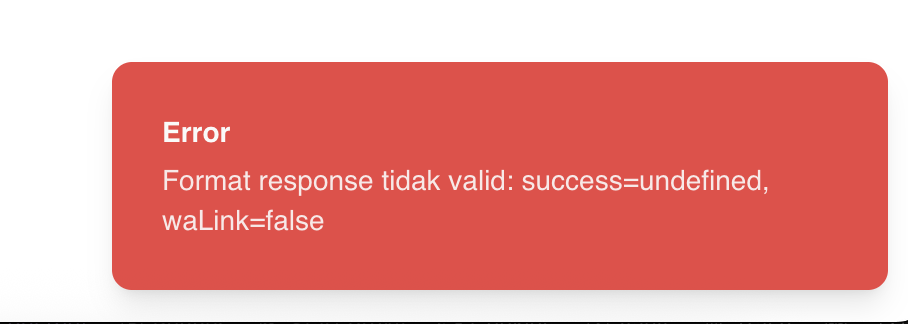 Error
Format response tidak valid: success=undefined,
waLink=false